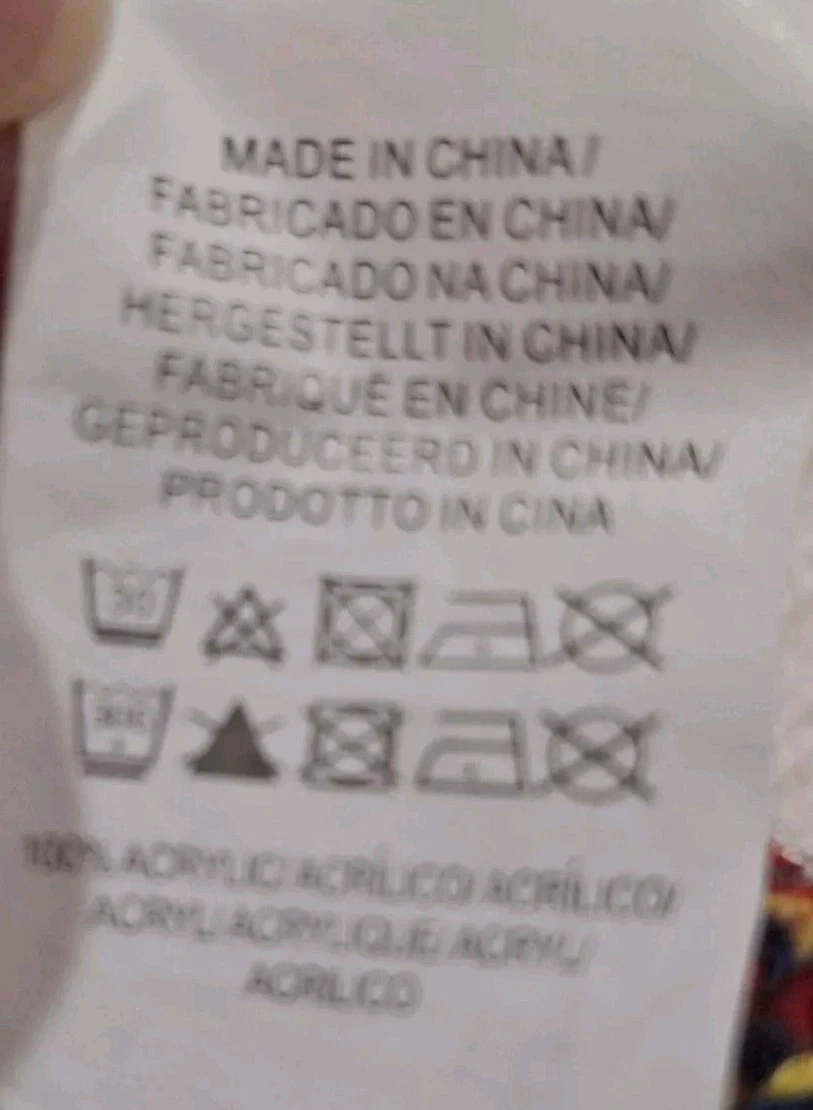 MADE IN CHINA/
FABRICADO EN CHINA/
FABRICADO NA CHINA/
HERGESTELLT IN CHINA/
FABRIQUÉ EN CHINE/
GEPRODUCEERD IN CHINA/
PRODOTTO IN CINA
30
100% ACRYLIC/ ACRÍLICO/ ACRÍLICO/
ACRYL/ ACRYLIQUE/ ACRYL/
ACRILICO